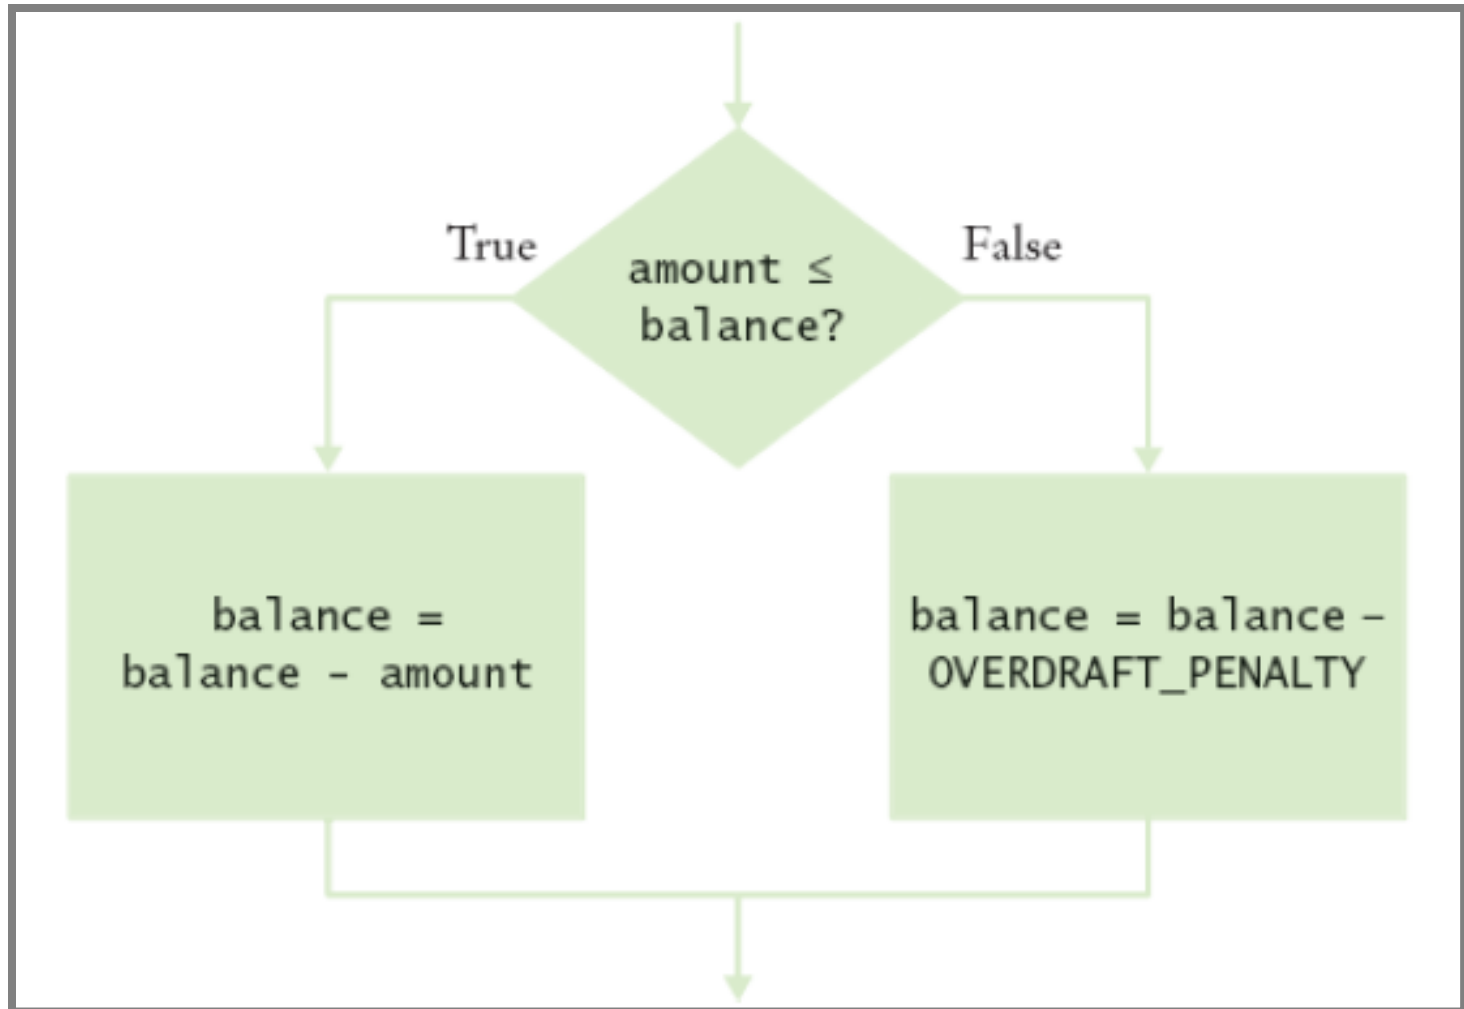 True
False
amount ≤
balance?
balance =
balance - amount
balance = balance –
OVERDRAFT_PENALTY